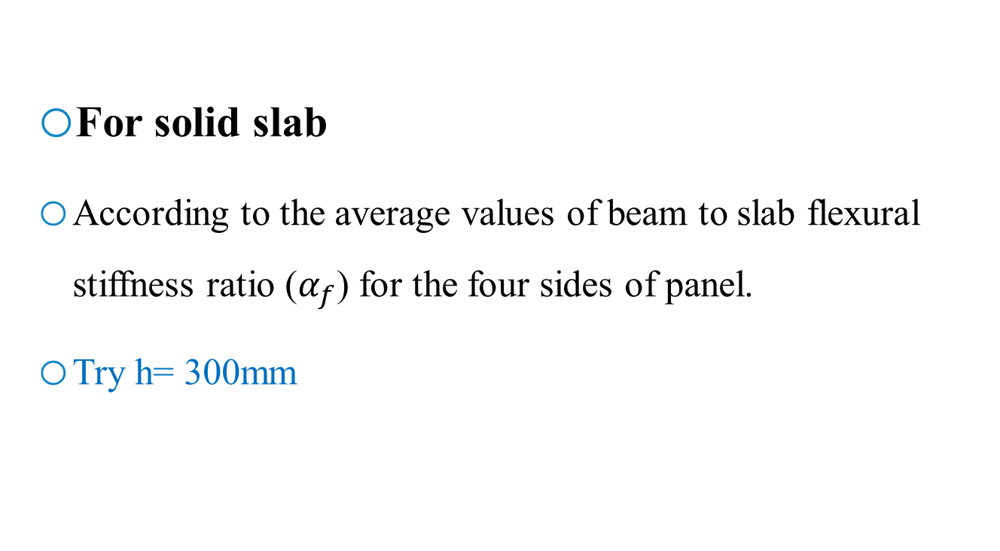 For solid slab
According to the average values of beam to slab flexural
stiffness ratio (𝛼𝑓) for the four sides of panel.
Try h= 300mm